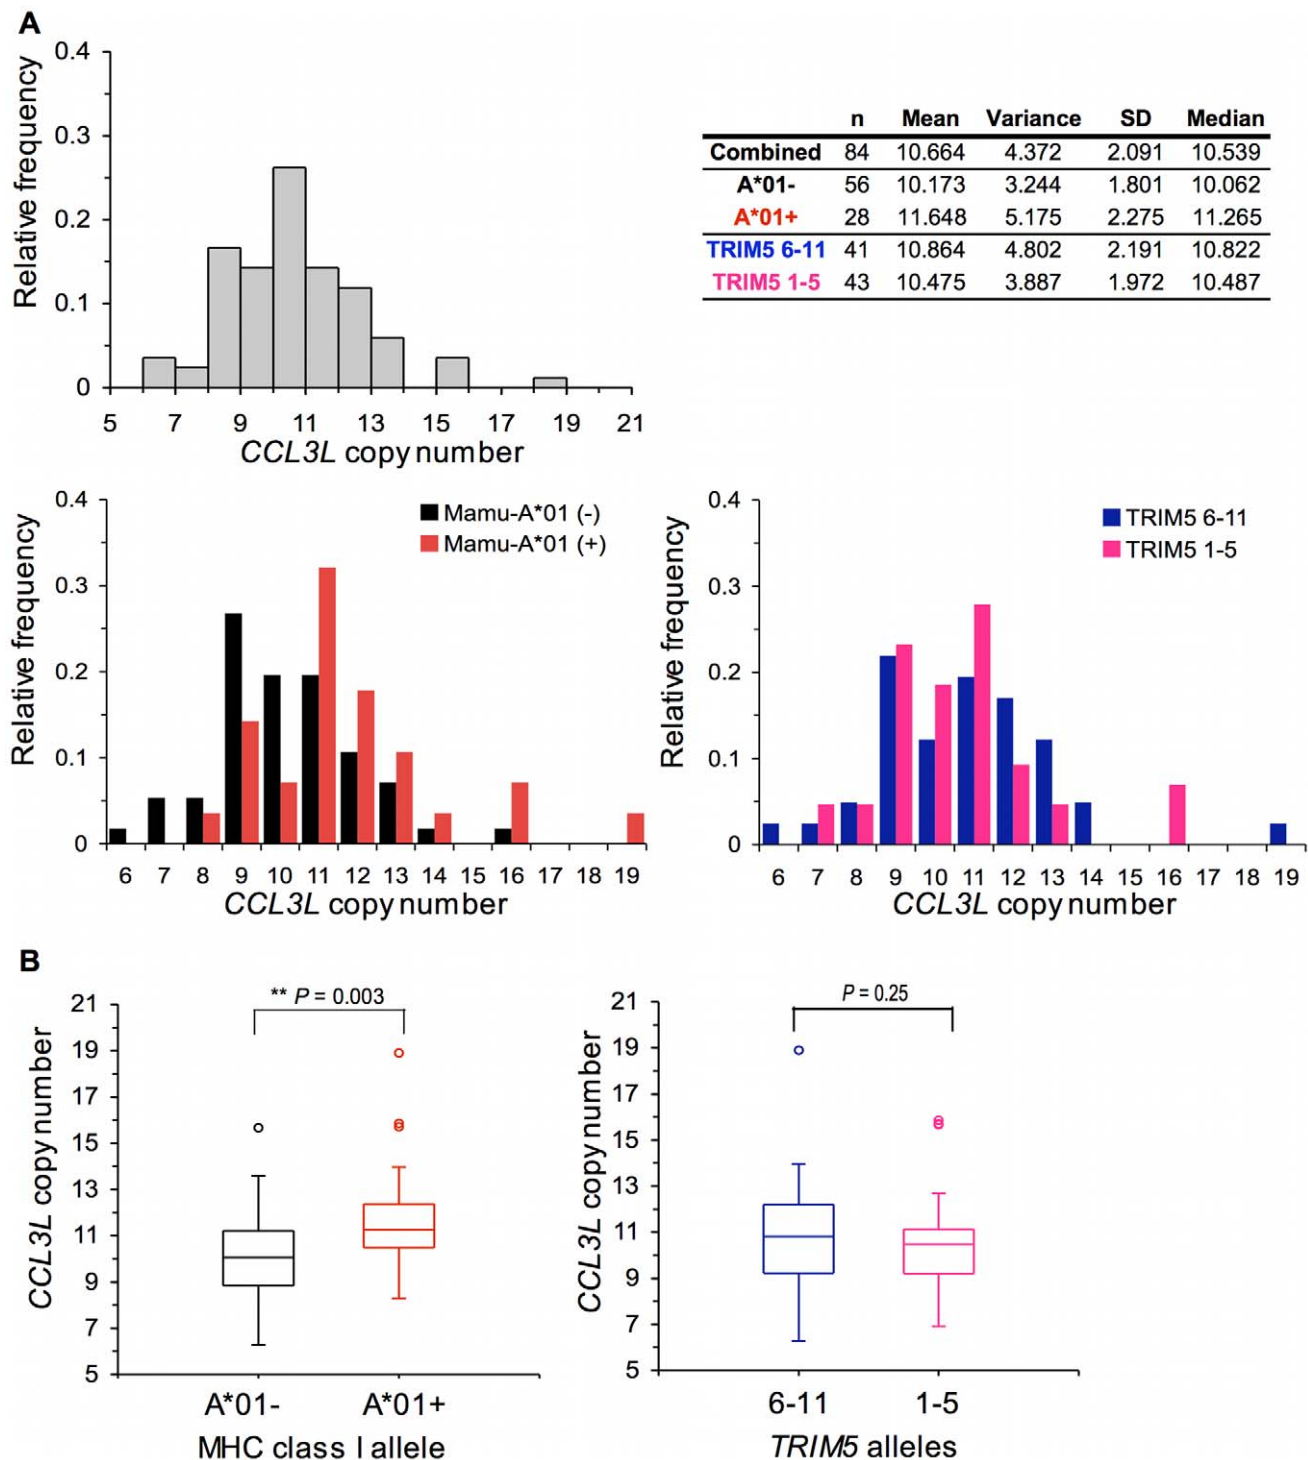 A
0.4
0.3
0.2
0.1
0
Relative frequency
5 7 9 11 13 15 17 19 21
CCL3L copy number
n Mean Variance SD Median
Combined 84 10.664 4.372 2.091 10.539
A*01- 56 10.173 3.244 1.801 10.062
A*01+ 28 11.648 5.175 2.275 11.265
TRIM5 6-11 41 10.864 4.802 2.191 10.822
TRIM5 1-5 43 10.475 3.887 1.972 10.487
0.4
0.3
0.2
0.1
0
Relative frequency
Mamu-A*01 (-)
Mamu-A*01 (+)
6 7 8 9 10 11 12 13 14 15 16 17 18 19
CCL3L copy number
0.4
0.3
0.2
0.1
0
Relative frequency
TRIM5 6-11
TRIM5 1-5
6 7 8 9 10 11 12 13 14 15 16 17 18 19
CCL3L copy number
B
21
19
17
15
13
11
9
7
5
CCL3L copy number
** P = 0.003
A*01- A*01+
MHC class I allele
21
19
17
15
13
11
9
7
5
CCL3L copy number
P = 0.25
6-11 1-5
TRIM5 alleles